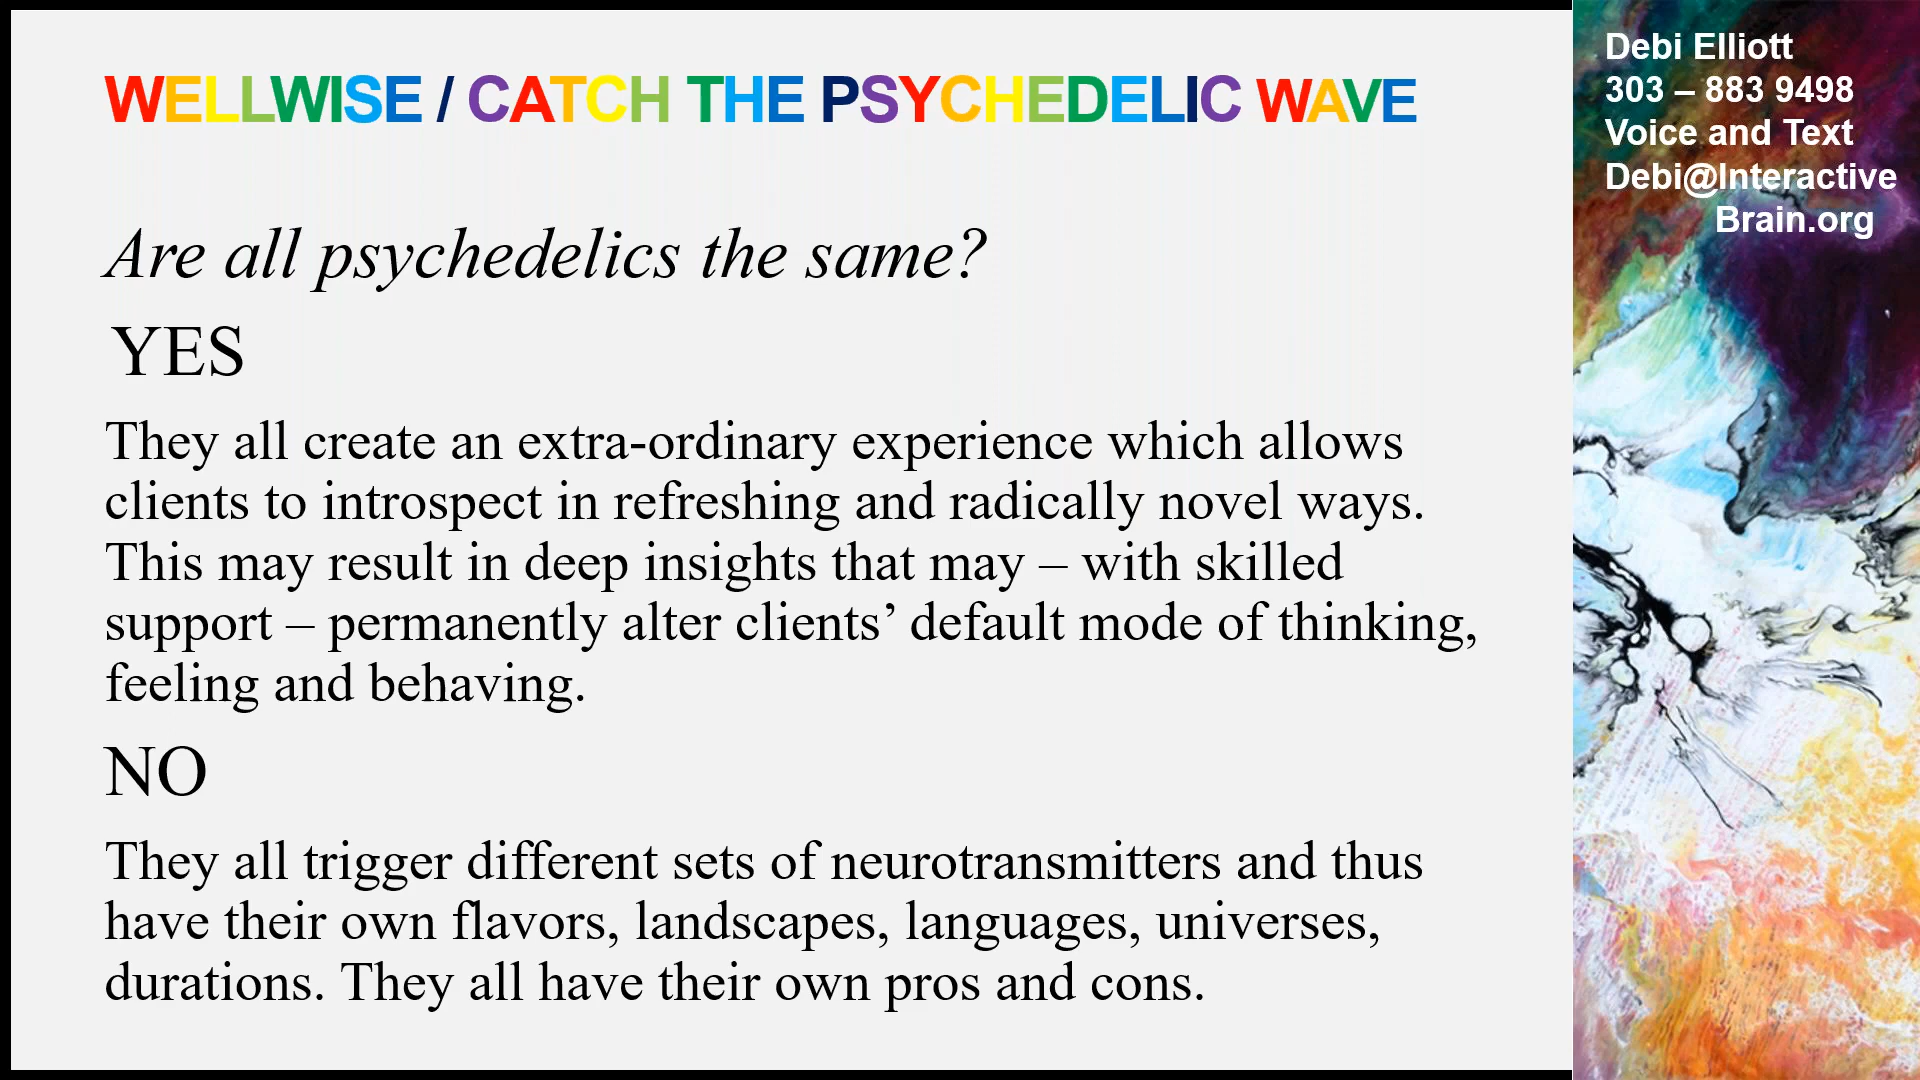 WELLWISE / CATCH THE PSYCHEDELIC WAVE
Are all psychedelics the same?
YES
They all create an extra-ordinary experience which allows
clients to introspect in refreshing and radically novel ways.
This may result in deep insights that may – with skilled
support – permanently alter clients’ default mode of thinking,
feeling and behaving.
NO
They all trigger different sets of neurotransmitters and thus
have their own flavors, landscapes, languages, universes,
durations. They all have their own pros and cons.
Debi Elliott
303 – 883 9498
Voice and Text
Debi@Interactive
Brain.org